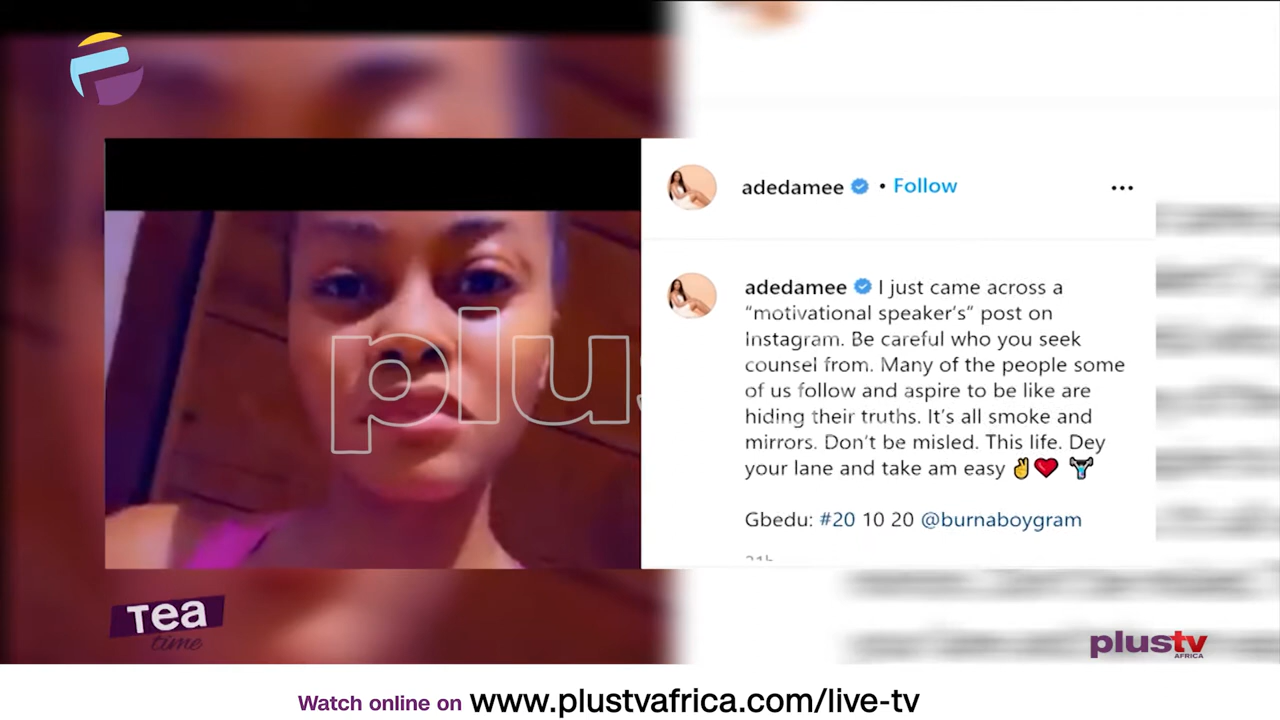 adedamee • Follow
adedamee I just came across a
"motivational speaker's" post on
Instagram. Be careful who you seek
counsel from. Many of the people some
of us follow and aspire to be like are
hiding their truths. It's all smoke and
mirrors. Don't be misled. This life. Dey
your lane and take am easy ✌️❤️
Gbedu: #20 10 20 @burnaboygram
plus
Tea
time
plustv
AFRICA
Watch online on www.plustvafrica.com/live-tv